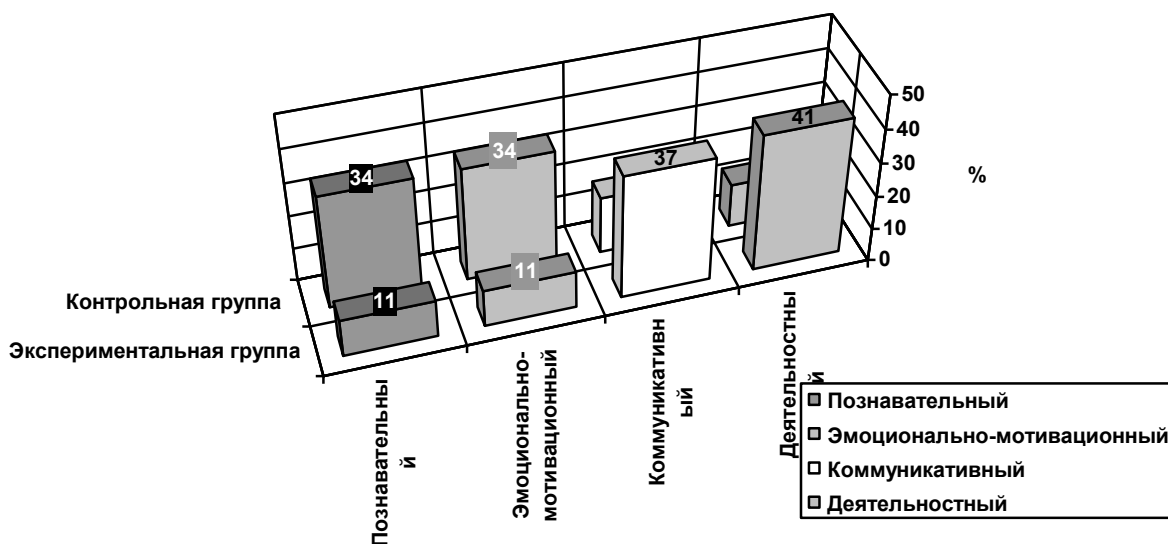 50
40
30
20
10
0
%
34
34
37
41
11
11
Контрольная группа
Экспериментальная группа
Познавательны
й
Эмоционально-
мотивационный
Коммуникативн
ый
Деятельностны
й
Познавательный
Эмоционально-мотивационный
Коммуникативный
Деятельностный